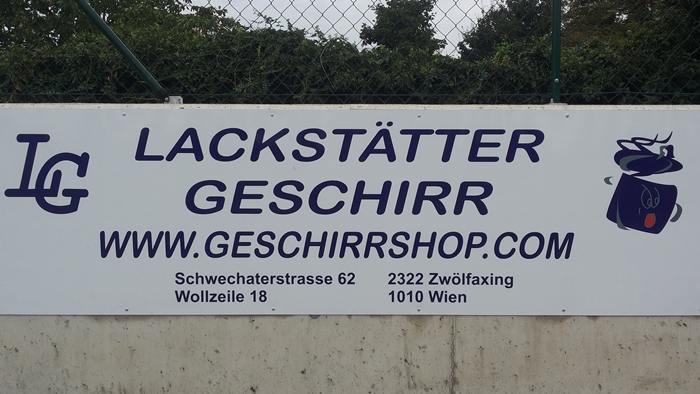 LG
LACKSTÄTTER
GESCHIRR
WWW.GESCHIRRSHOP.COM
Schwechaterstrasse 62 2322 Zwölfaxing
Wollzeile 18 1010 Wien